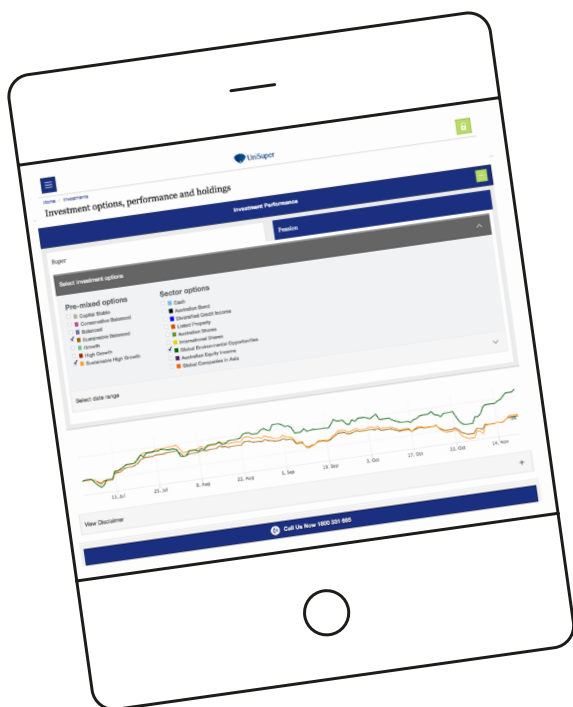 UniSuper
Home / Investments
Investment options, performance and holdings
Investment Performance
Super
Pension
Select investment options
Pre-mixed options
Capital Stable
Conservative Balanced
Balanced
Sustainable Balanced
Growth
High Growth
Sustainable High Growth
Sector options
Cash
Australian Bond
Diversified Credit Income
Listed Property
Australian Shares
International Shares
Global Environmental Opportunities
Australian Equity Income
Global Companies in Asia
Select date range
11. Jul
25. Jul
8. Aug
22. Aug
5. Sep
19. Sep
3. Oct
17. Oct
31. Oct
14. Nov
View Disclaimer
Call Us Now 1800 331 685